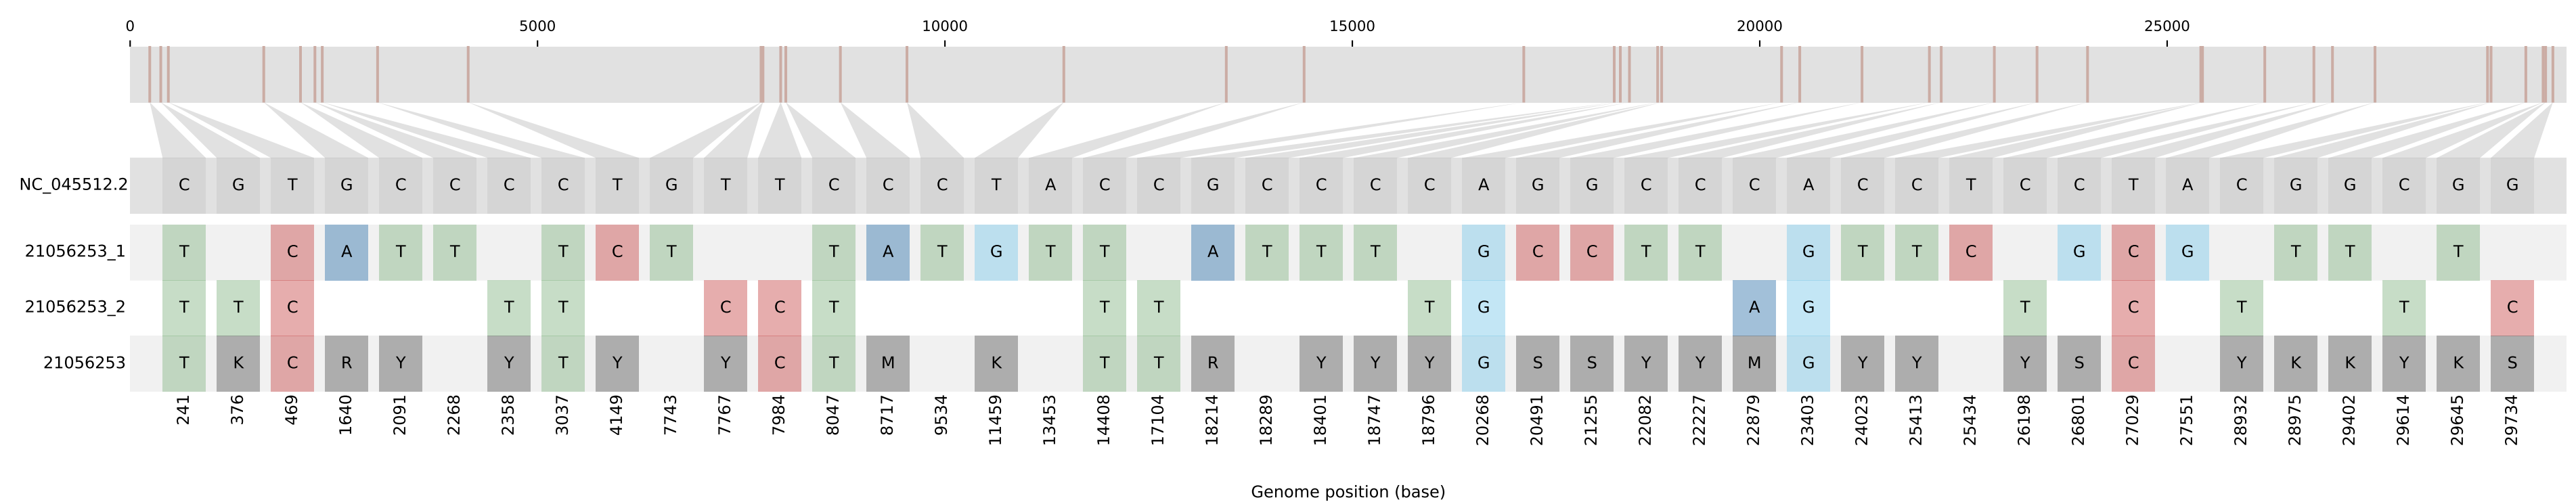 0 5000 10000 15000 20000 25000
NC_045512.2 C G T G C C C C T G T T C C C T A C C G C C C C A G G C C C A C C T C C T A C G G C G G
21056253_1 T C A T T T C T T A T G T T A T T T G C C T T G T T C G C G T T T
21056253_2 T T C T T C C T T T T G A G T C T T C
21056253 T K C R Y Y T Y Y C T M K T T R Y Y Y G S S Y Y M G Y Y Y S C Y K K Y K S
241 376 469 1640 2091 2268 2358 3037 4149 7743 7767 7984 8047 8717 9534 11459 13453 14408 17104 18214 18289 18401 18747 18796 20268 20491 21255 22082 22227 22879 23403 24023 25413 25434 26198 26801 27029 27551 28932 28975 29402 29614 29645 29734
Genome position (base)